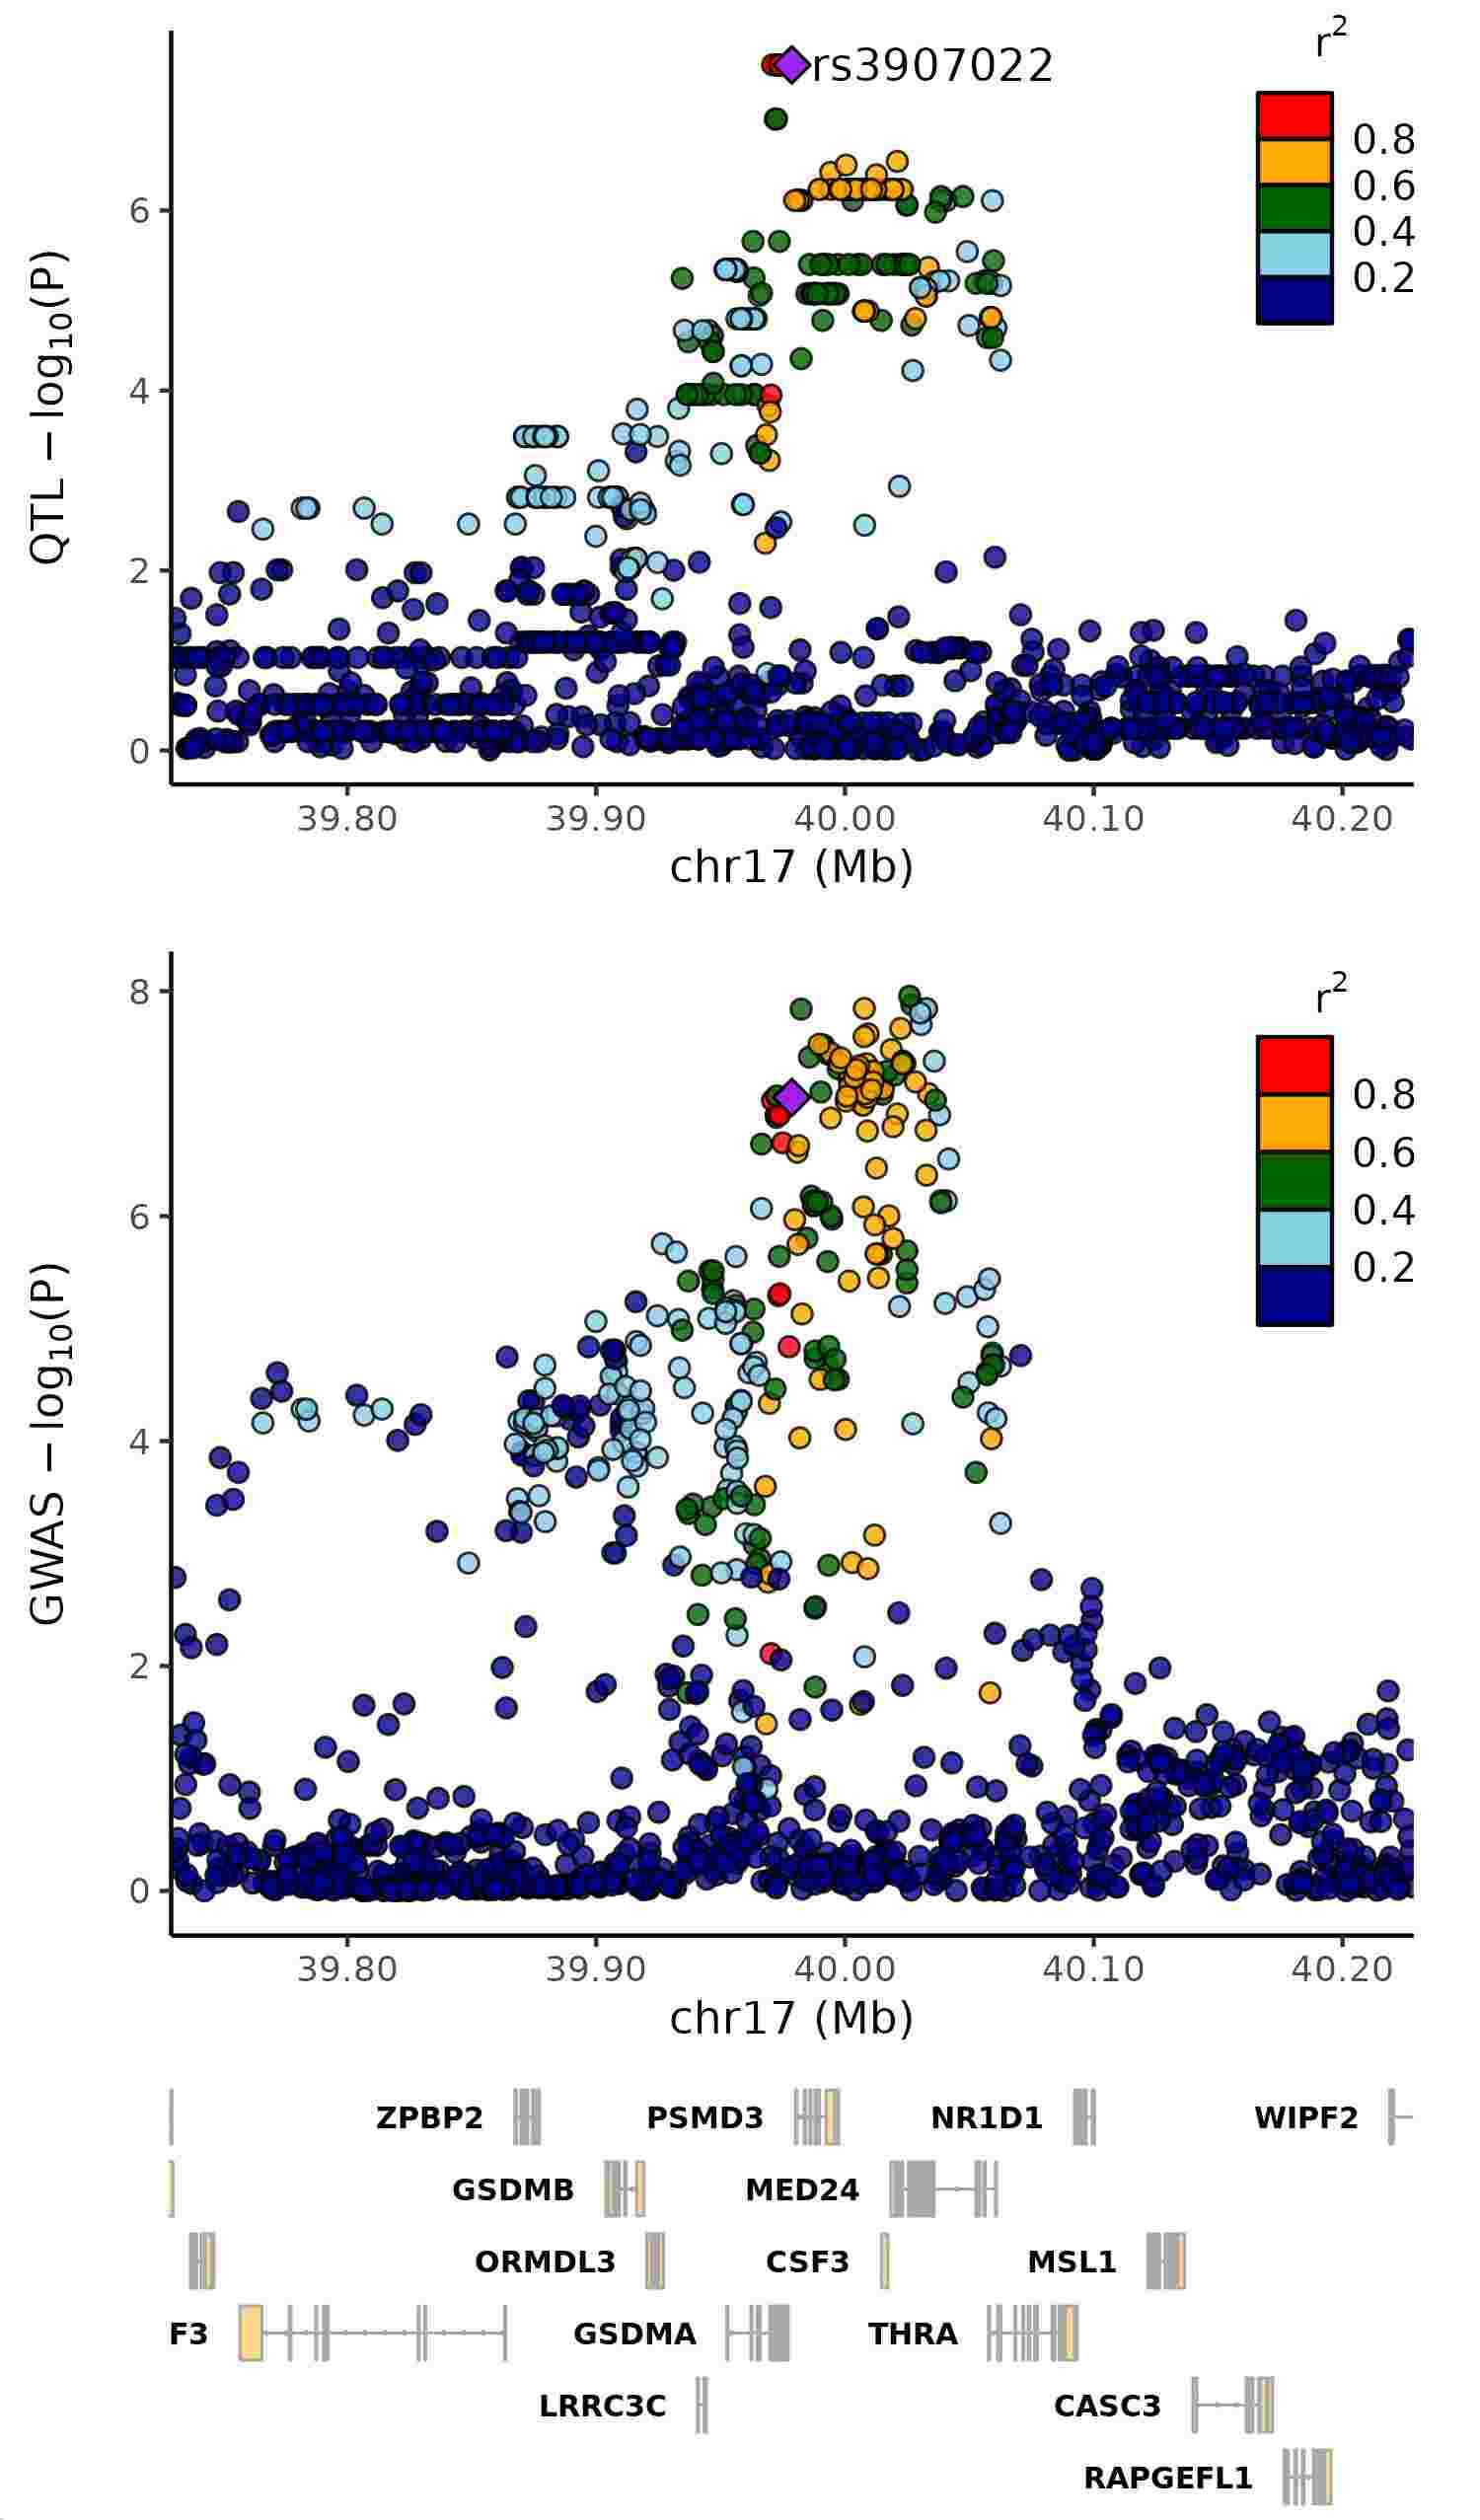 rs3907022
r²
0.8
0.6
0.4
0.2
QTL − log₁₀(P)
6
4
2
0
39.80 39.90 40.00 40.10 40.20
chr17 (Mb)
r²
0.8
0.6
0.4
0.2
GWAS − log₁₀(P)
8
6
4
2
0
39.80 39.90 40.00 40.10 40.20
chr17 (Mb)
ZPBP2 PSMD3 NR1D1 WIPF2
GSDMB MED24
ORMDL3 CSF3 MSL1
F3 GSDMA THRA
LRRC3C CASC3
RAPGEFL1